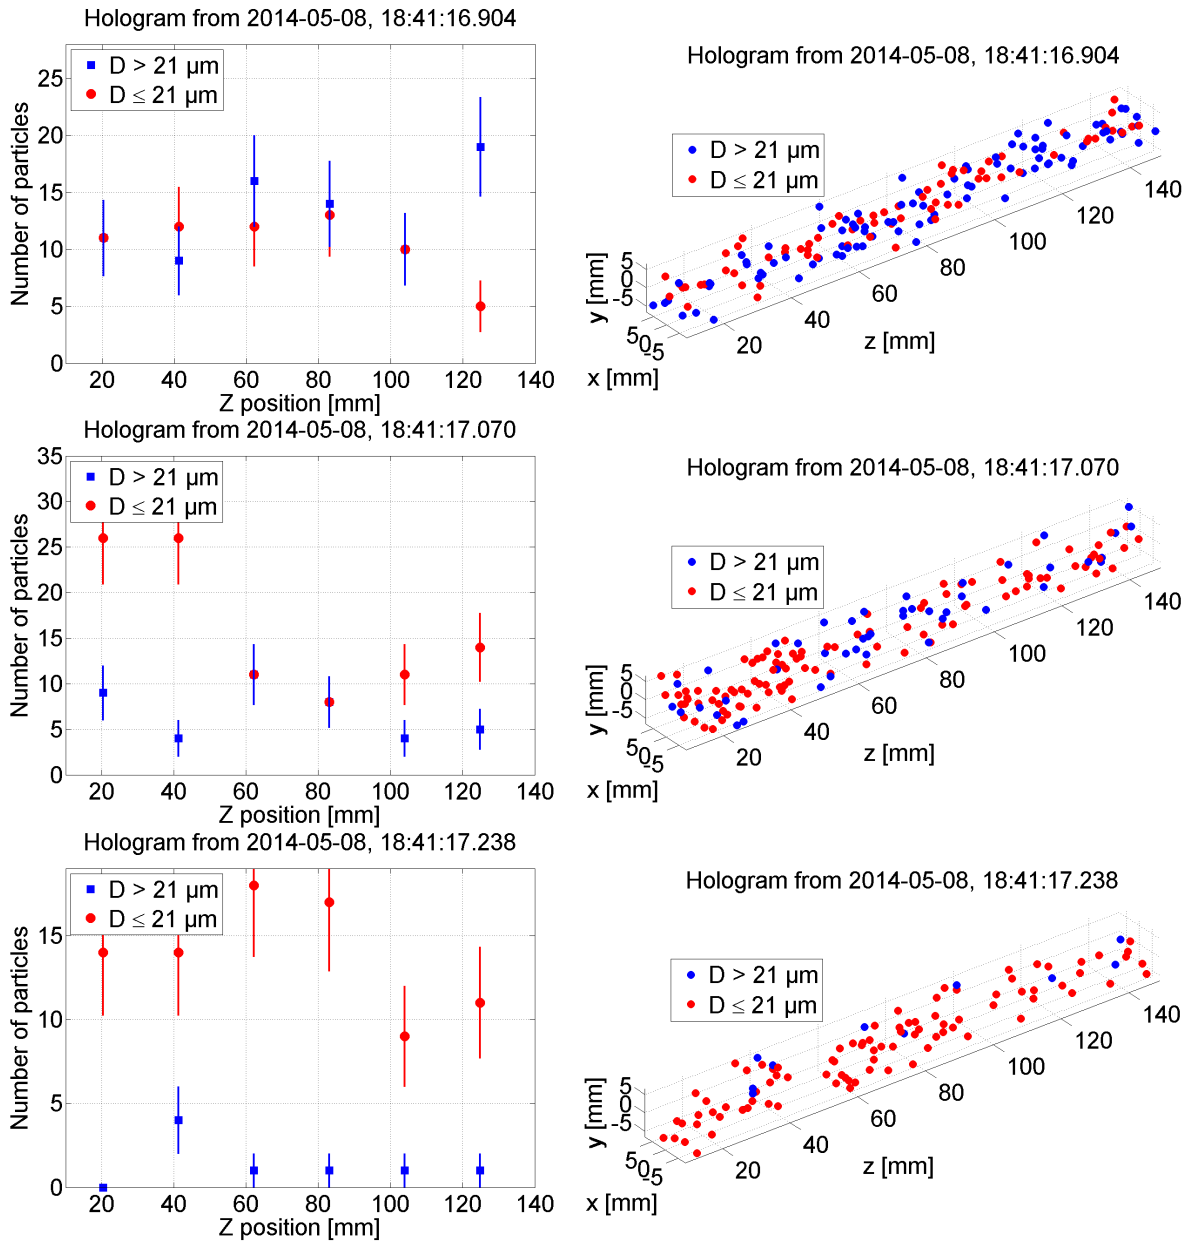 Hologram from 2014-05-08, 18:41:16.904
D > 21 µm
D ≤ 21 µm
Number of particles
25
20
15
10
5
0
20 40 60 80 100 120 140
Z position [mm]
Hologram from 2014-05-08, 18:41:16.904
D > 21 µm
D ≤ 21 µm
y [mm]
5
0
-5
5
0
-5
x [mm]
20
40
60
80
100
120
140
z [mm]
Hologram from 2014-05-08, 18:41:17.070
D > 21 µm
D ≤ 21 µm
Number of particles
35
30
25
20
15
10
5
0
20 40 60 80 100 120 140
Z position [mm]
Hologram from 2014-05-08, 18:41:17.070
D > 21 µm
D ≤ 21 µm
y [mm]
5
0
-5
5
0
-5
x [mm]
20
40
60
80
100
120
140
z [mm]
Hologram from 2014-05-08, 18:41:17.238
D > 21 µm
D ≤ 21 µm
Number of particles
15
10
5
0
20 40 60 80 100 120 140
Z position [mm]
Hologram from 2014-05-08, 18:41:17.238
D > 21 µm
D ≤ 21 µm
y [mm]
5
0
-5
5
0
-5
x [mm]
20
40
60
80
100
120
140
z [mm]